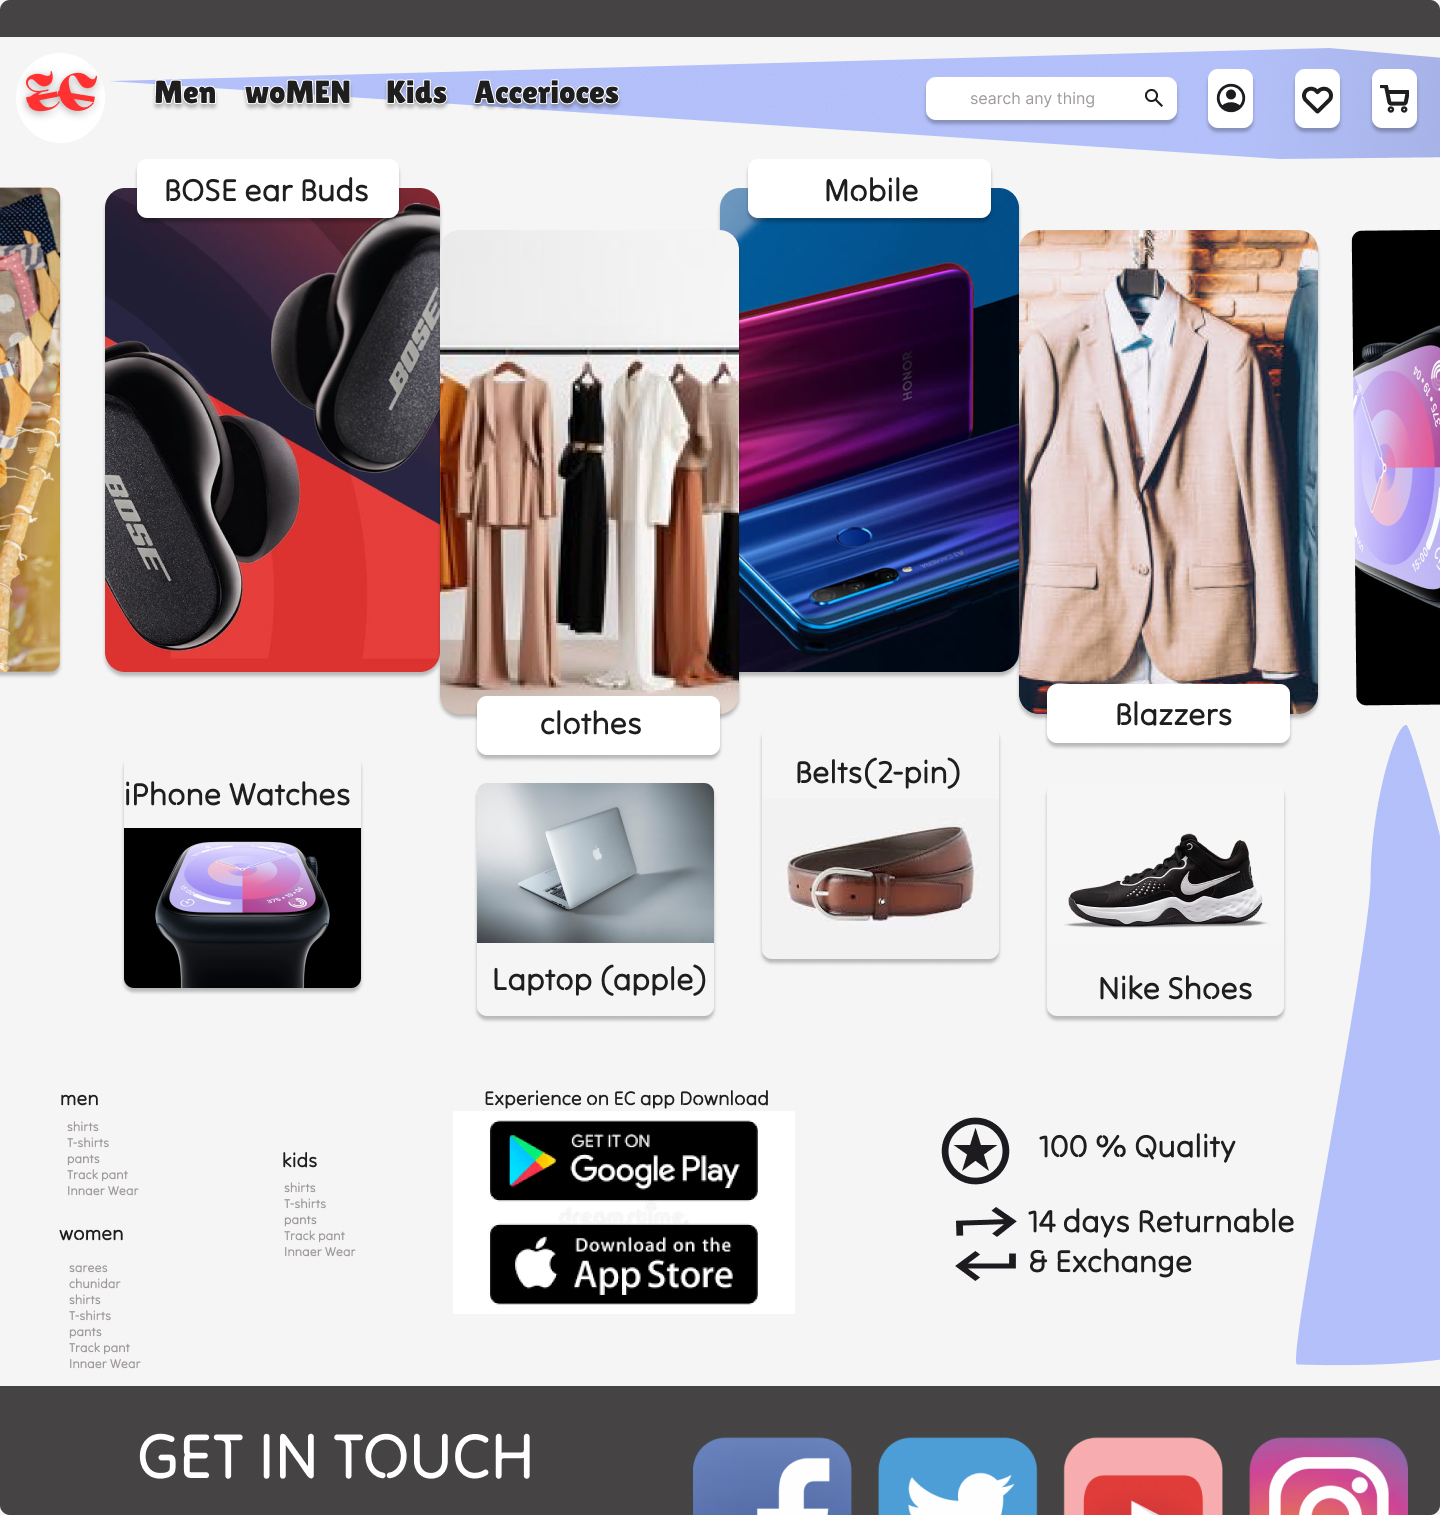 EC
Men woMEN Kids Accerioces
search any thing
BOSE ear Buds
Mobile
BOSE
BOSE
HONOR
clothes
Blazzers
iPhone Watches
Belts(2-pin)
Laptop (apple)
Nike Shoes
men
shirts
T-shirts
pants
Track pant
Innaer Wear
women
sarees
chunidar
shirts
T-shirts
pants
Track pant
Innaer Wear
kids
shirts
T-shirts
pants
Track pant
Innaer Wear
Experience on EC app Download
GET IT ON
Google Play
dreamstime.
Download on the
App Store
100 % Quality
14 days Returnable
& Exchange
GET IN TOUCH